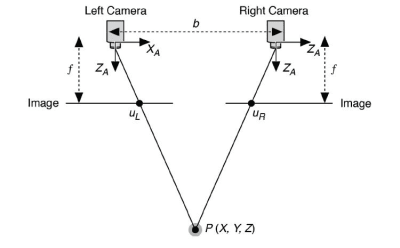 Left Camera
Right Camera
b
X_A
Z_A
f
Z_A
Z_A
f
Image
Image
u_L
u_R
P (X, Y, Z)